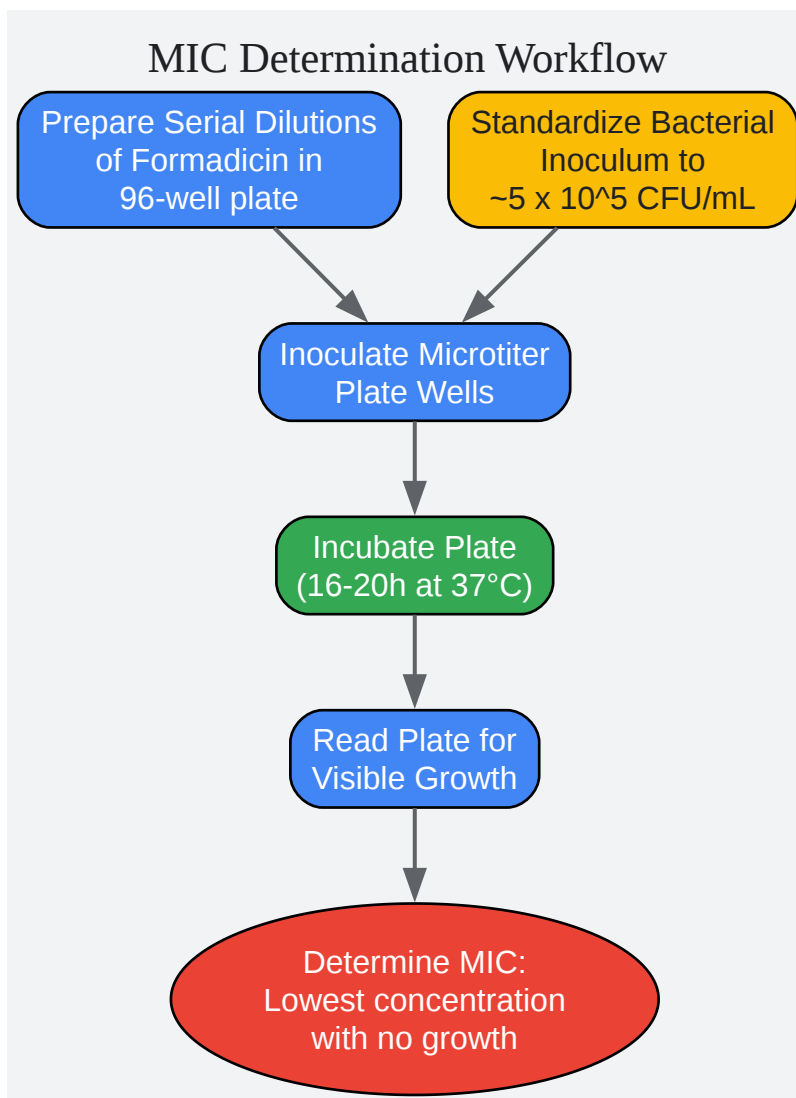 MIC Determination Workflow
Prepare Serial Dilutions
of Formadicin in
96-well plate
Standardize Bacterial
Inoculum to
~5 x 10^5 CFU/mL
Inoculate Microtiter
Plate Wells
Incubate Plate
(16-20h at 37°C)
Read Plate for
Visible Growth
Determine MIC:
Lowest concentration
with no growth